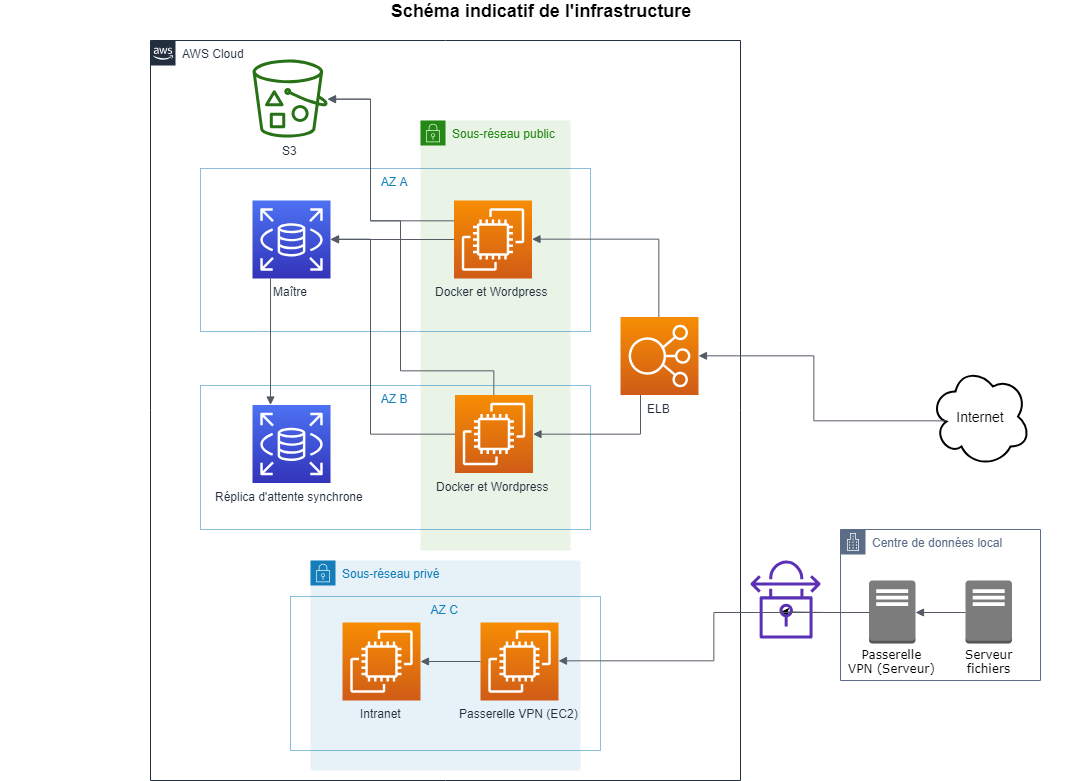 Schéma indicatif de l'infrastructure
aws
AWS Cloud
S3
Sous-réseau public
AZ A
Maître
Docker et Wordpress
ELB
Internet
AZ B
Réplica d'attente synchrone
Docker et Wordpress
Centre de données local
Passerelle
VPN (Serveur)
Serveur
fichiers
Sous-réseau privé
AZ C
Intranet
Passerelle VPN (EC2)